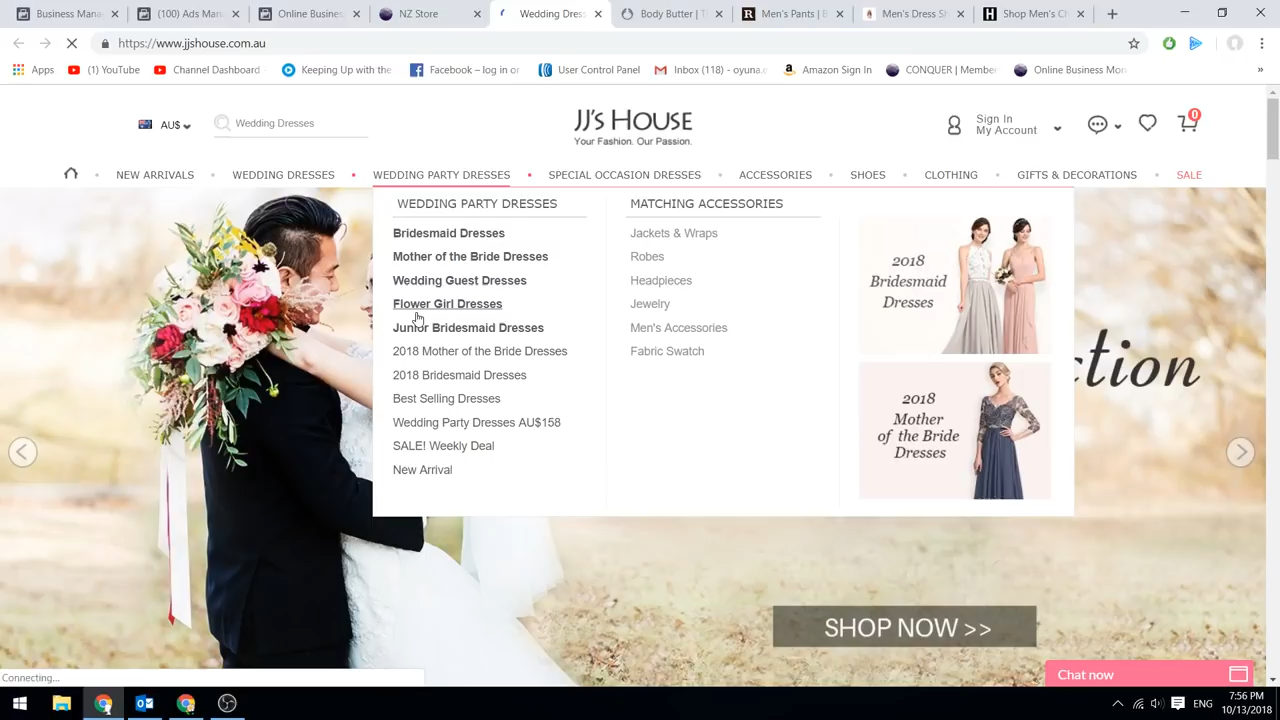 Business Manag
(100) Ads Mana
Online Business
NZ Store
Wedding Dress
Body Butter | T
Men's Pants | B
Men's Dress Sh
Shop Men's Ch
https://www.jjshouse.com.au
Apps
(1) YouTube
Channel Dashboard
Keeping Up with the
Facebook – log in or
User Control Panel
Inbox (118) - oyuna.e
Amazon Sign In
CONQUER | Membe
Online Business Mon
»
AU$
Wedding Dresses
JJ's HOUSE
Your Fashion. Our Passion.
Sign In
My Account
0
NEW ARRIVALS
WEDDING DRESSES
WEDDING PARTY DRESSES
SPECIAL OCCASION DRESSES
ACCESSORIES
SHOES
CLOTHING
GIFTS & DECORATIONS
SALE
WEDDING PARTY DRESSES
Bridesmaid Dresses
Mother of the Bride Dresses
Wedding Guest Dresses
Flower Girl Dresses
Junior Bridesmaid Dresses
2018 Mother of the Bride Dresses
2018 Bridesmaid Dresses
Best Selling Dresses
Wedding Party Dresses AU$158
SALE! Weekly Deal
New Arrival
MATCHING ACCESSORIES
Jackets & Wraps
Robes
Headpieces
Jewelry
Men's Accessories
Fabric Swatch
2018
Bridesmaid
Dresses
2018
Mother
of the Bride
Dresses
ction
SHOP NOW >>
Chat now
Connecting...
ENG
7:56 PM
10/13/2018